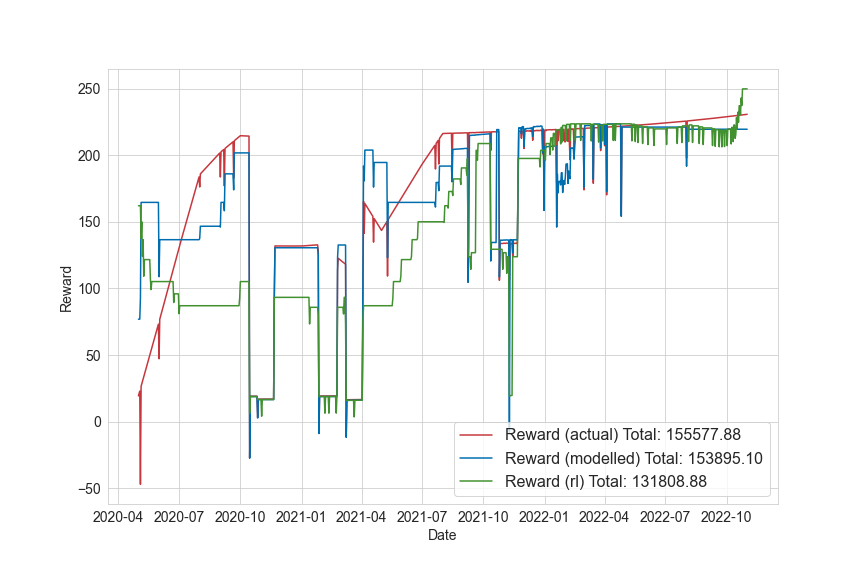 250
200
150
100
50
0
−50
Reward
Reward (actual) Total: 155577.88
Reward (modelled) Total: 153895.10
Reward (rl) Total: 131808.88
2020-04 2020-07 2020-10 2021-01 2021-04 2021-07 2021-10 2022-01 2022-04 2022-07 2022-10
Date